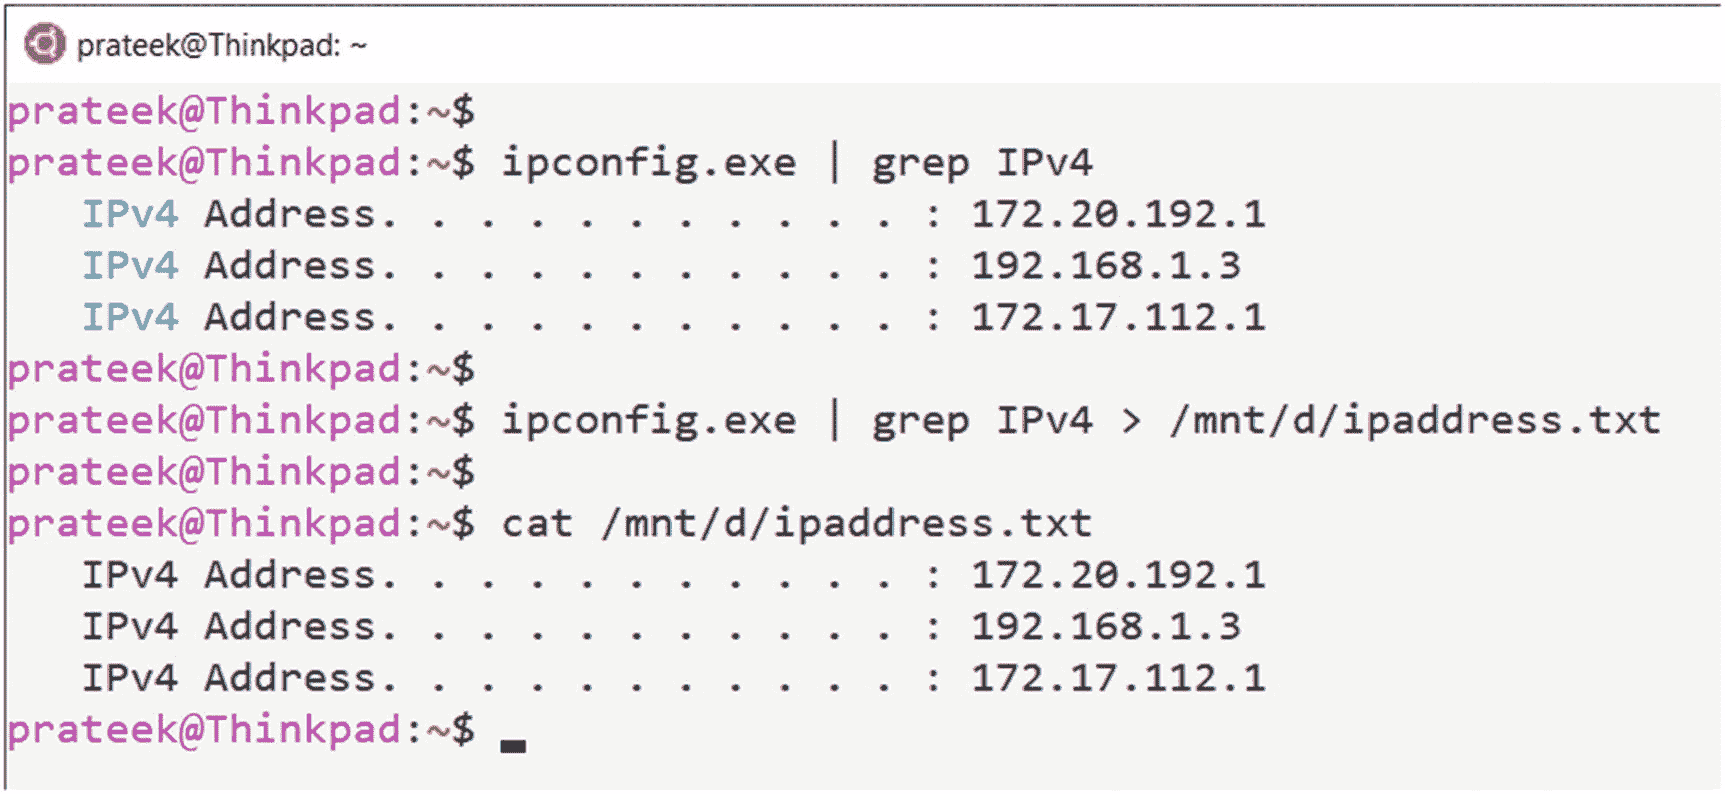 prateek@Thinkpad: ~
prateek@Thinkpad:~$
prateek@Thinkpad:~$ ipconfig.exe | grep IPv4
   IPv4 Address. . . . . . . . . . . : 172.20.192.1
   IPv4 Address. . . . . . . . . . . : 192.168.1.3
   IPv4 Address. . . . . . . . . . . : 172.17.112.1
prateek@Thinkpad:~$
prateek@Thinkpad:~$ ipconfig.exe | grep IPv4 > /mnt/d/ipaddress.txt
prateek@Thinkpad:~$
prateek@Thinkpad:~$ cat /mnt/d/ipaddress.txt
   IPv4 Address. . . . . . . . . . . : 172.20.192.1
   IPv4 Address. . . . . . . . . . . : 192.168.1.3
   IPv4 Address. . . . . . . . . . . : 172.17.112.1
prateek@Thinkpad:~$